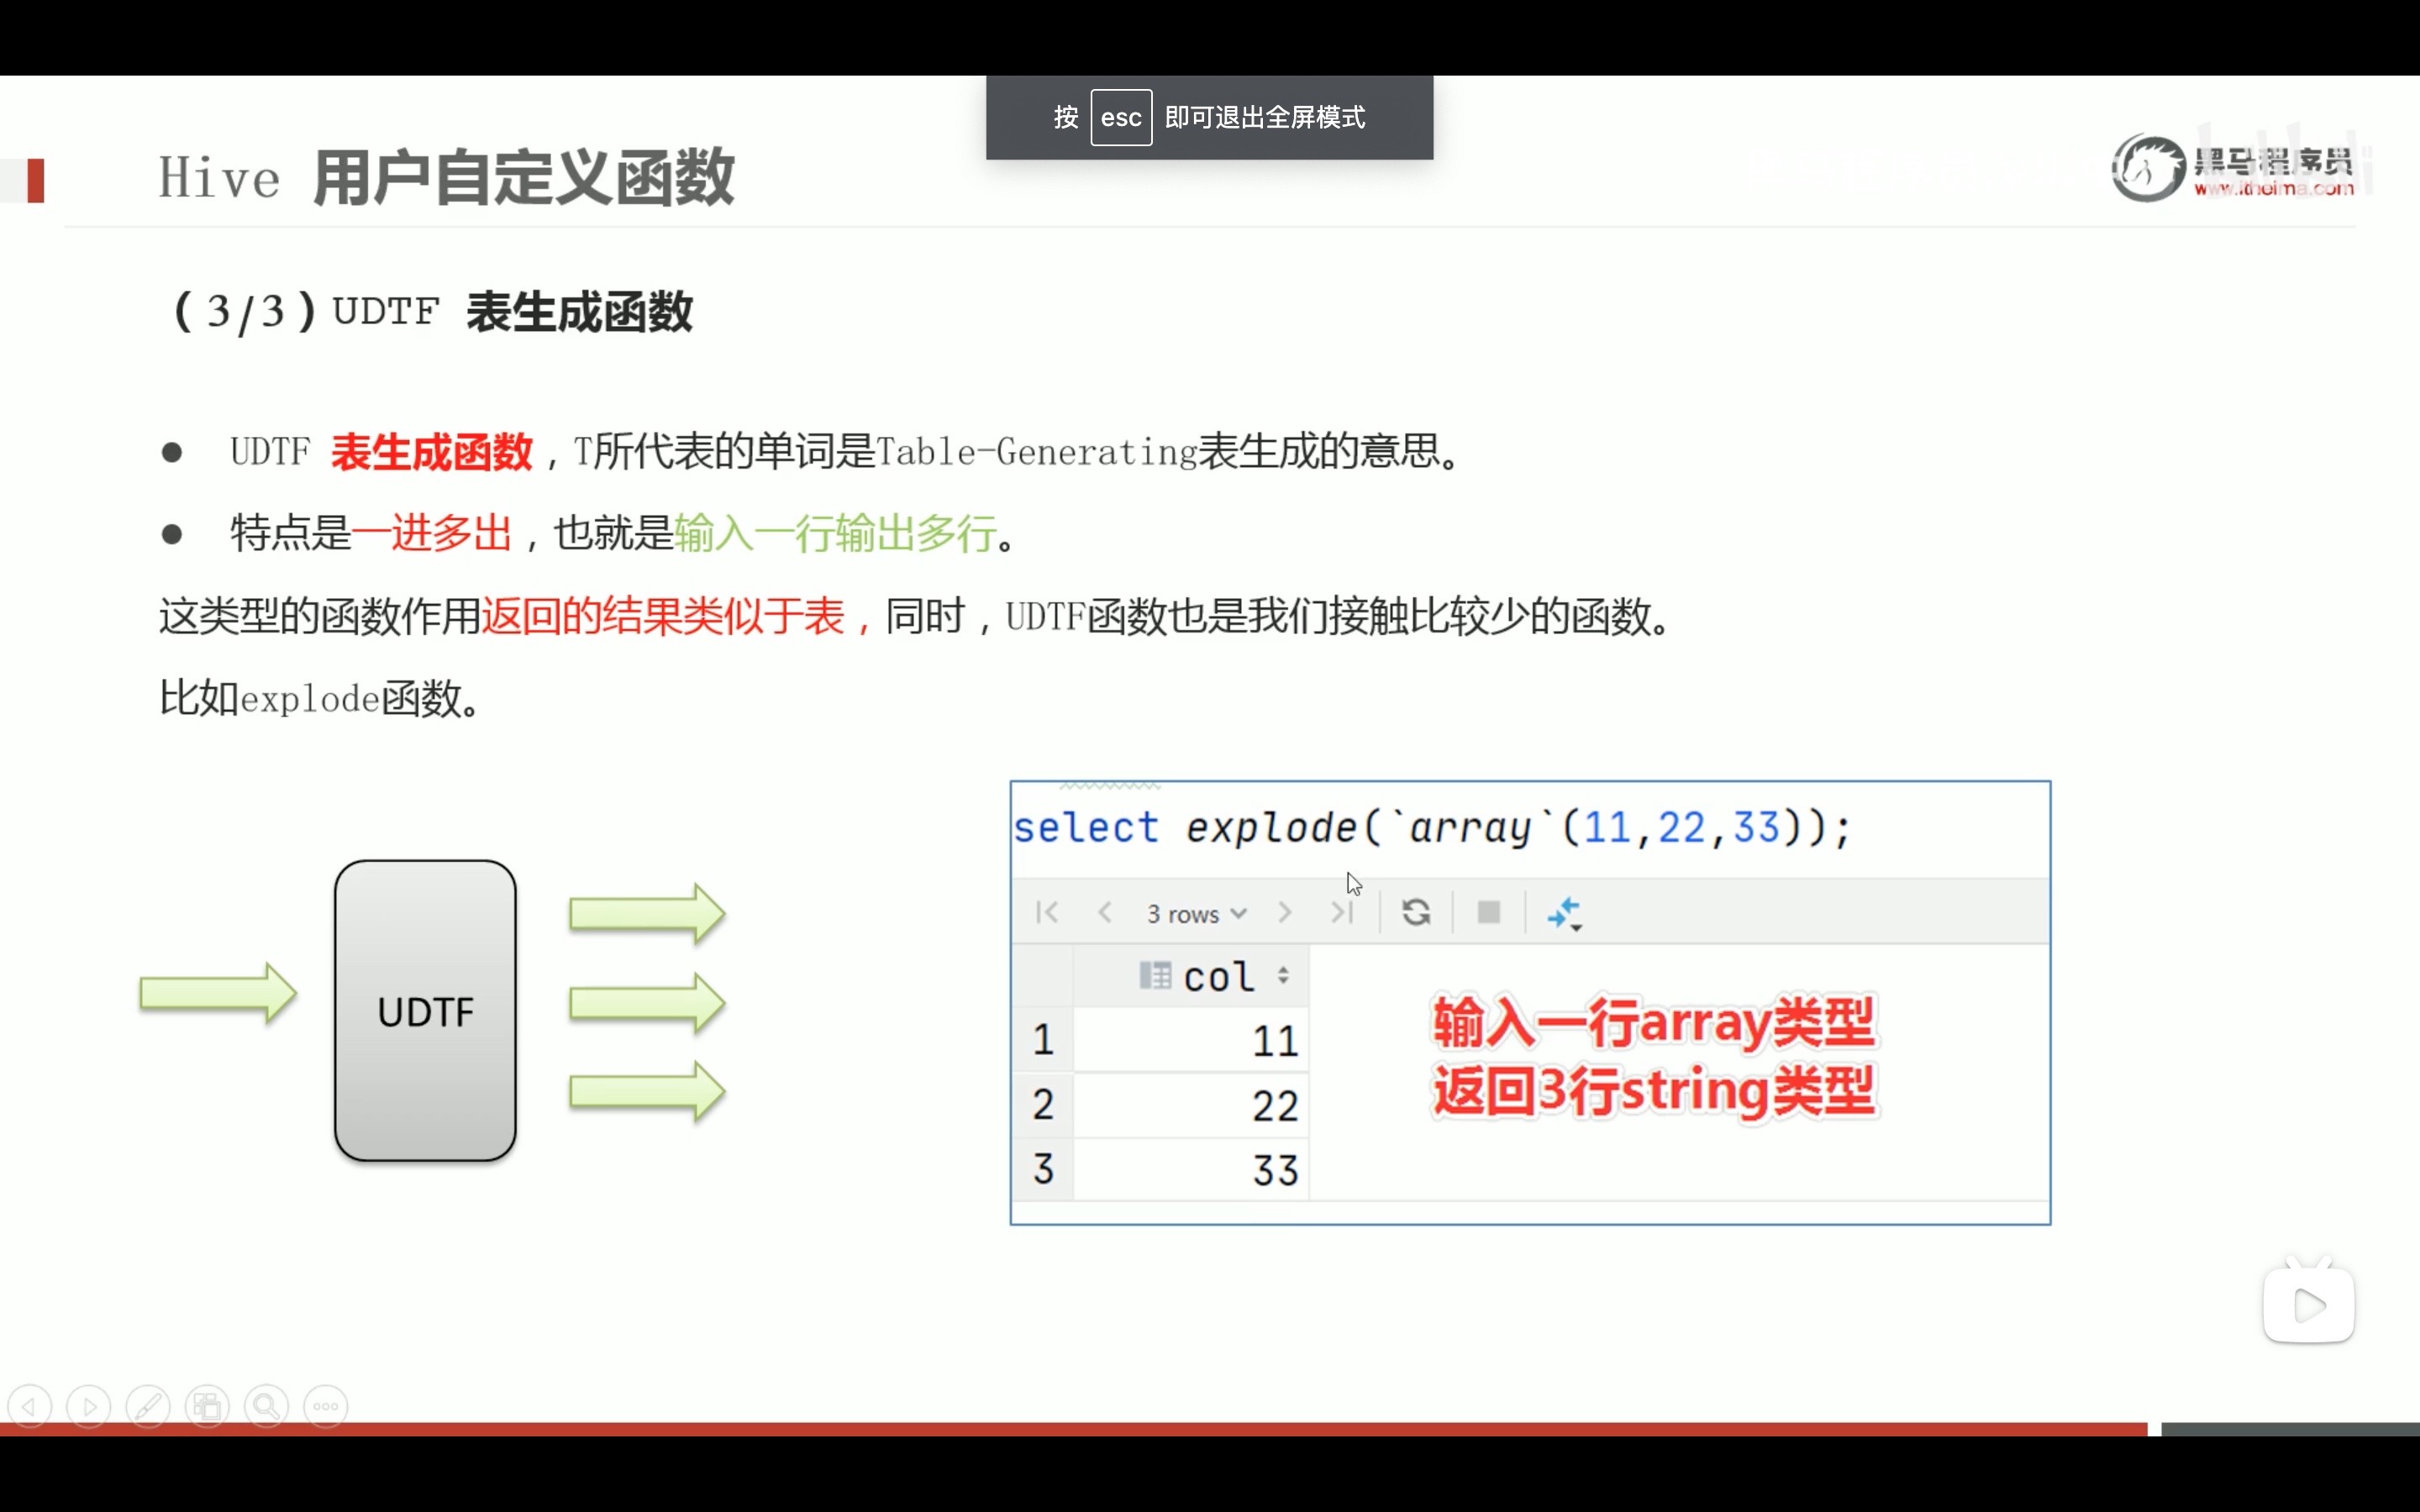 按 esc 即可退出全屏模式
Hive 用户自定义函数
黑马程序员
www.itheima.com
（3/3）UDTF 表生成函数
● UDTF 表生成函数，T所代表的单词是Table-Generating表生成的意思。
● 特点是一进多出，也就是输入一行输出多行。
这类型的函数作用返回的结果类似于表，同时，UDTF函数也是我们接触比较少的函数。
比如explode函数。
UDTF
select explode(`array`(11,22,33));
3 rows
col
1 11
2 22
3 33
输入一行array类型
返回3行string类型